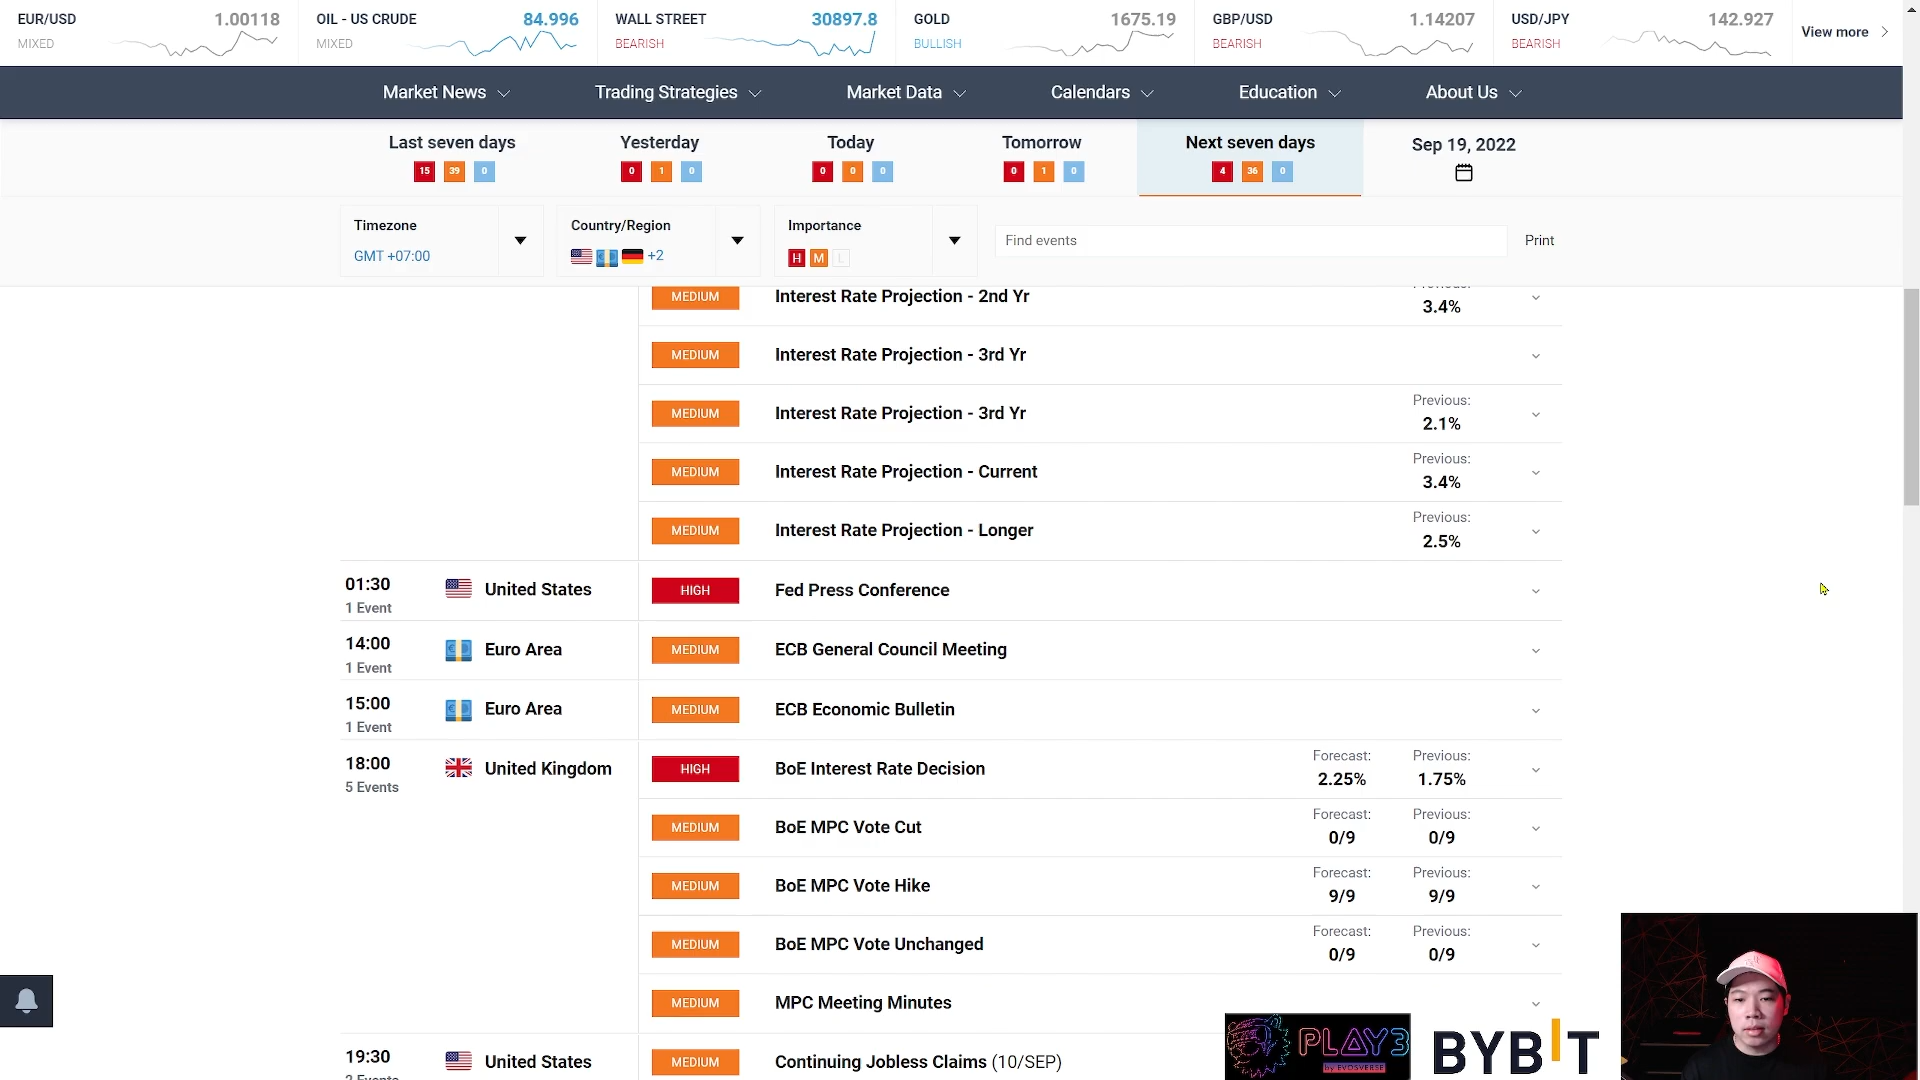 EUR/USD 1.00118 OIL - US CRUDE 84.996 WALL STREET 30897.8 GOLD 1675.19 GBP/USD 1.14207 USD/JPY 142.927
MIXED MIXED BEARISH BULLISH BEARISH BEARISH View more
Market News Trading Strategies Market Data Calendars Education About Us
Last seven days Yesterday Today Tomorrow Next seven days Sep 19, 2022
15 39 0 0 1 0 0 0 0 0 1 0 4 36 0
Timezone Country/Region Importance
Find events Print
GMT +07:00 +2 H M L
MEDIUM Interest Rate Projection - 2nd Yr 3.4%
MEDIUM Interest Rate Projection - 3rd Yr
Previous:
MEDIUM Interest Rate Projection - 3rd Yr 2.1%
Previous:
MEDIUM Interest Rate Projection - Current 3.4%
Previous:
MEDIUM Interest Rate Projection - Longer 2.5%
01:30 United States HIGH Fed Press Conference
1 Event
14:00 Euro Area MEDIUM ECB General Council Meeting
1 Event
15:00 Euro Area MEDIUM ECB Economic Bulletin
1 Event
Forecast: Previous:
18:00 United Kingdom HIGH BoE Interest Rate Decision 2.25% 1.75%
5 Events
Forecast: Previous:
MEDIUM BoE MPC Vote Cut 0/9 0/9
Forecast: Previous:
MEDIUM BoE MPC Vote Hike 9/9 9/9
Forecast: Previous:
MEDIUM BoE MPC Vote Unchanged 0/9 0/9
MEDIUM MPC Meeting Minutes
19:30 United States MEDIUM Continuing Jobless Claims (10/SEP)
PLAY3
by EVOSVERSE
BYBIT